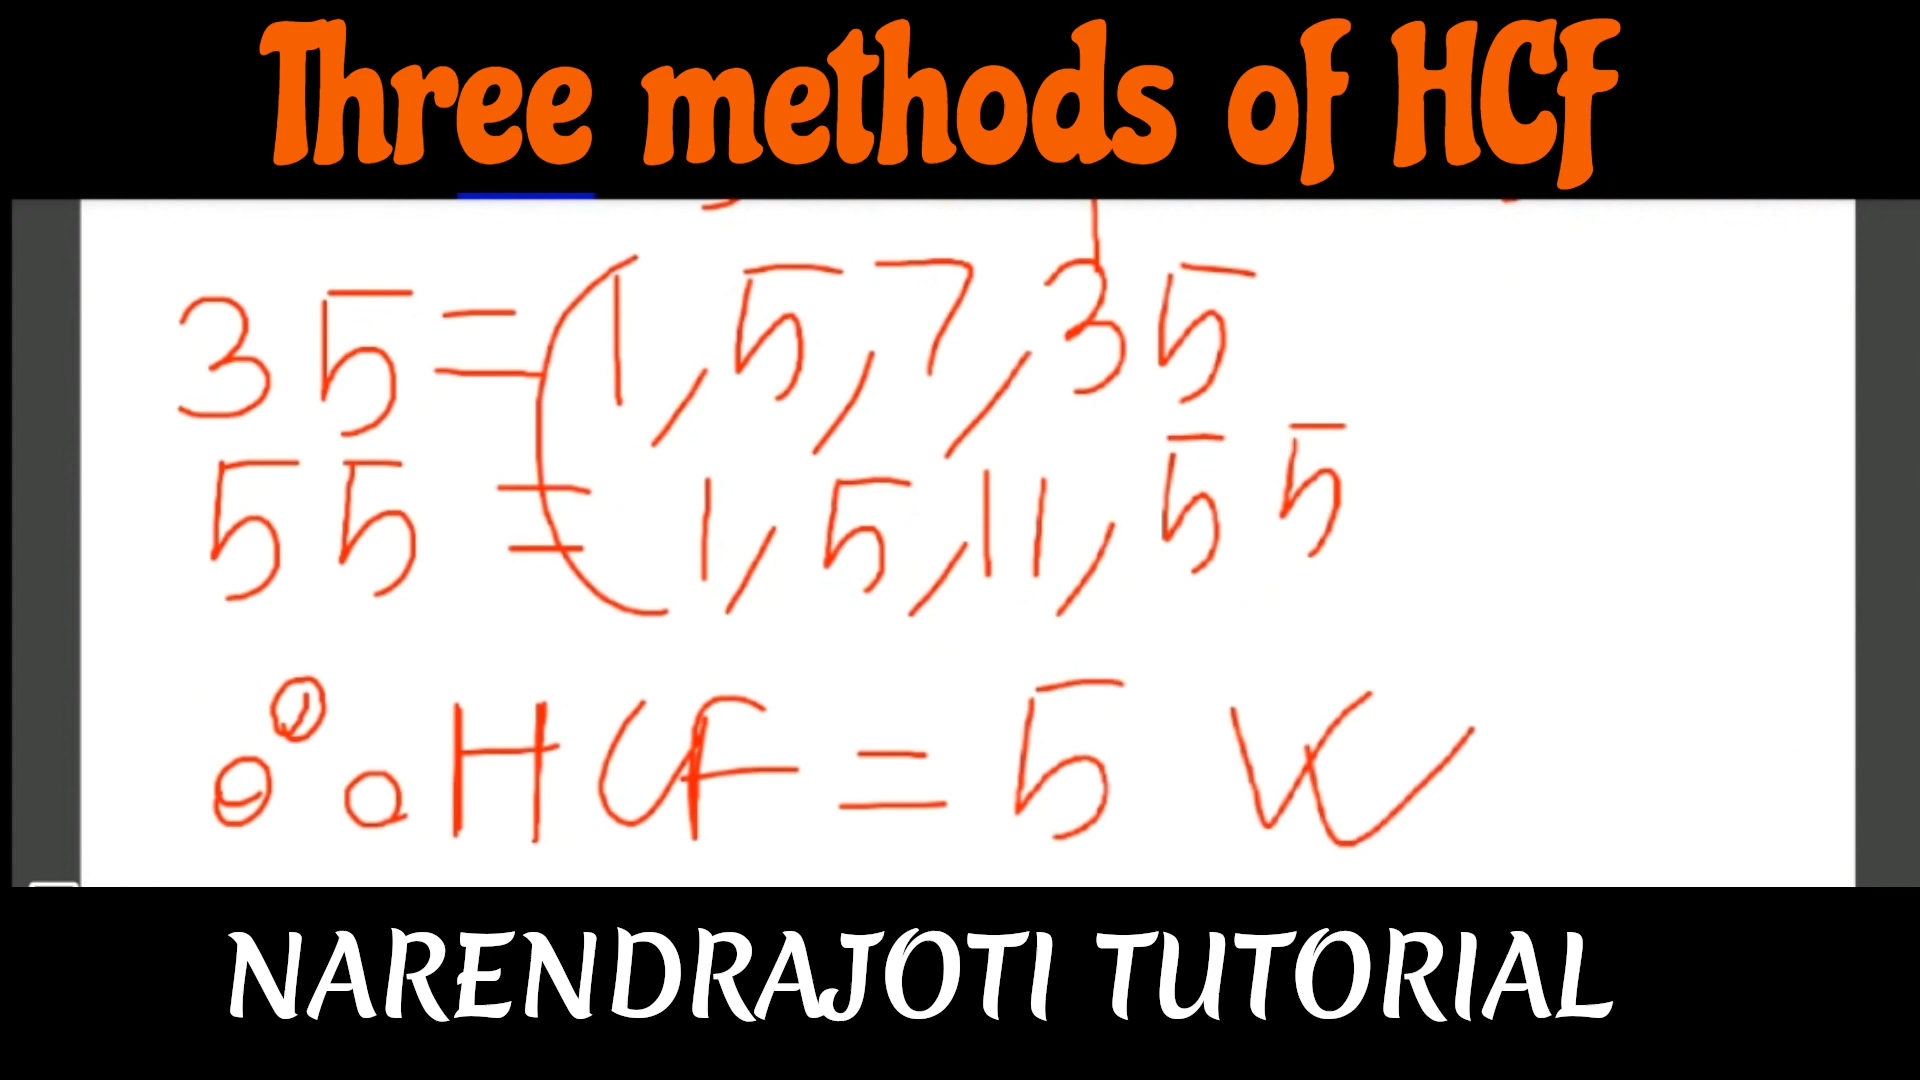 Three methods of HCF
35=(1,5,7,35
55 = 1,5,11,55
∴ HCF = 5
NARENDRAJOTI TUTORIAL